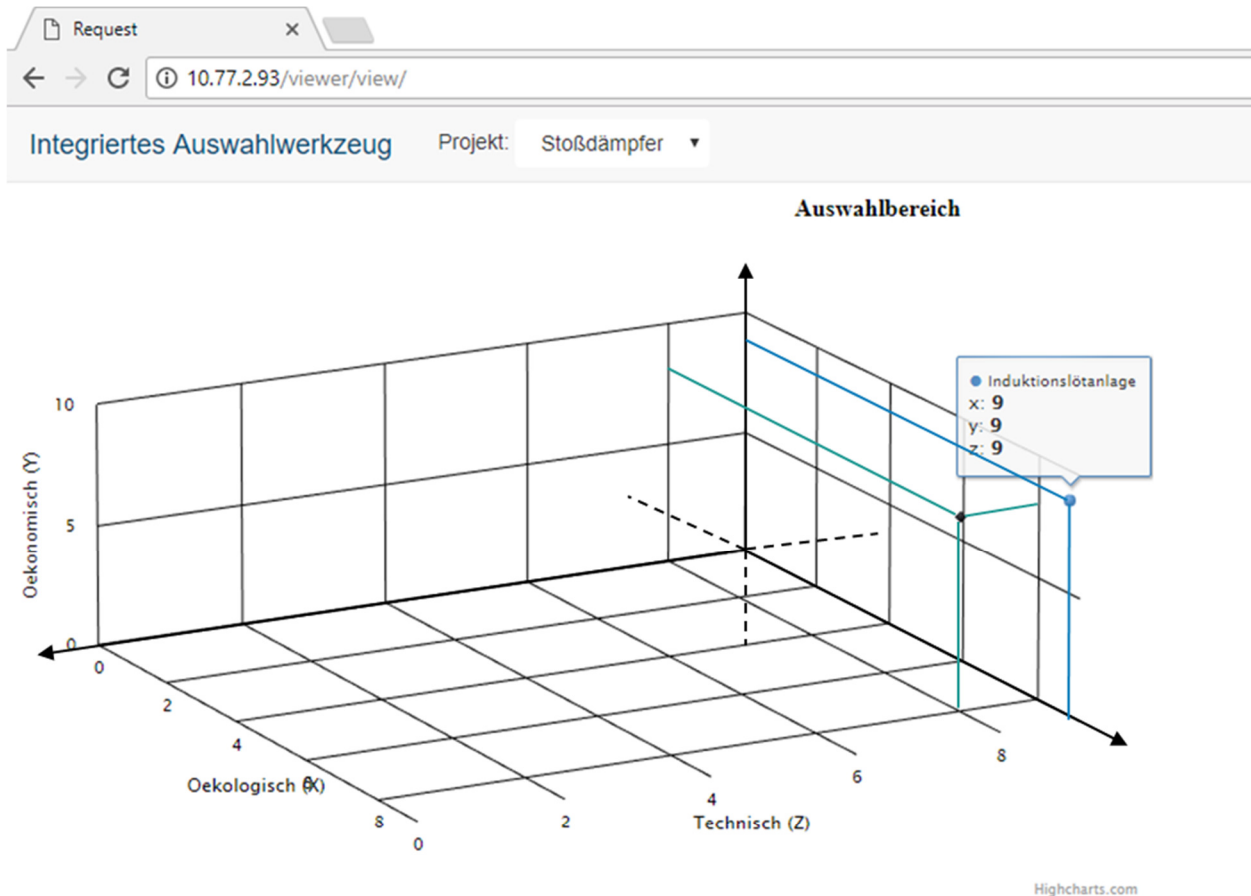 Request
10.77.2.93/viewer/view/
Integriertes Auswahlwerkzeug
Projekt: Stoßdämpfer
Auswahlbereich
Induktionslötanlage
x: 9
y: 9
z: 9
10
5
0
Oekonomisch (Y)
0
2
4
8
Oekologisch (X)
0
2
4
6
8
Technisch (Z)
Highcharts.com